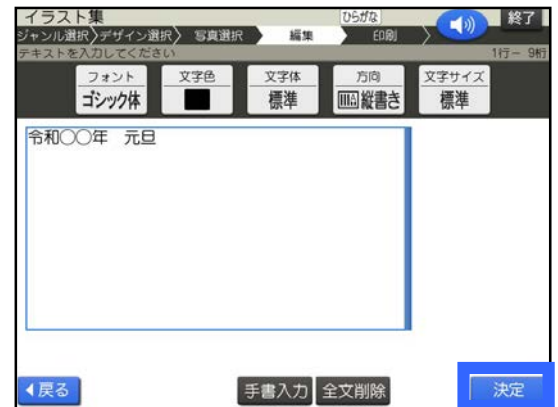 イラスト集 ひらがな 終了
ジャンル選択〉デザイン選択〉 写真選択 編集 印刷
テキストを入力してください 1行－ 9桁
フォント 文字色 文字体 方向 文字サイズ
ゴシック体 標準 縦書き 標準
令和〇〇年 元旦
戻る 手書入力 全文削除 決定